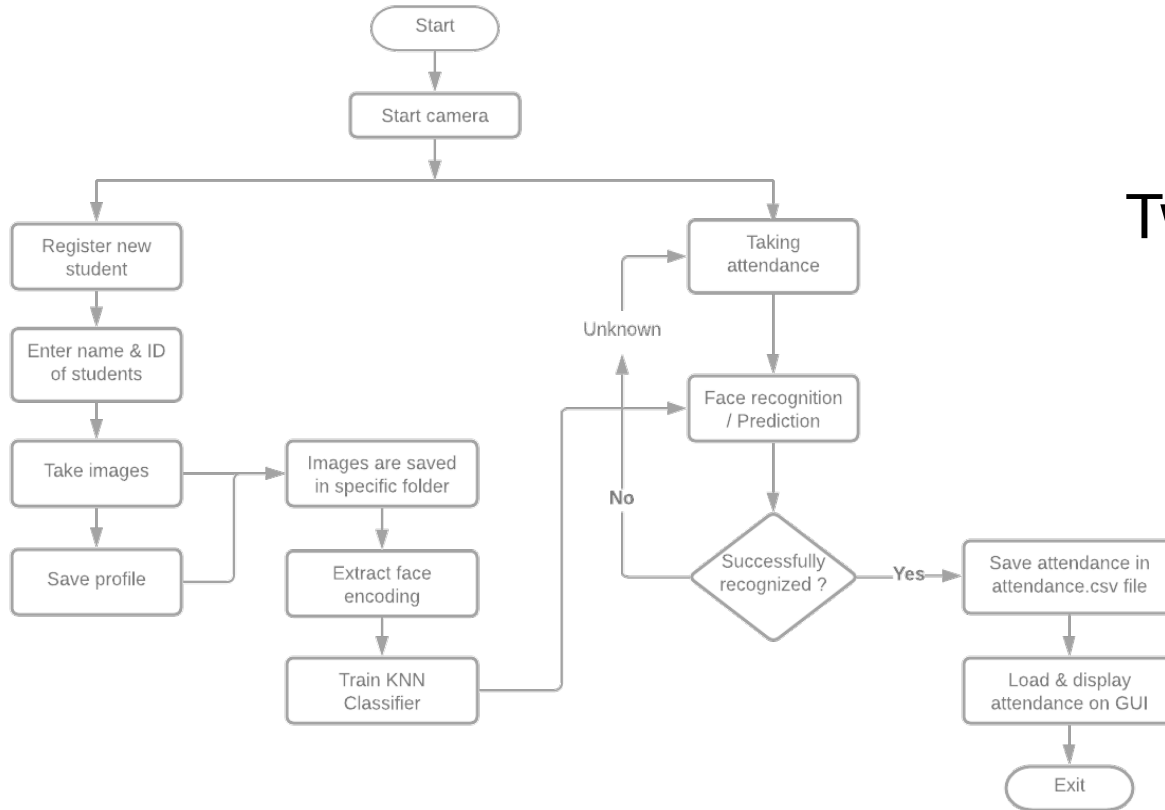 Start
Start camera
Register new
student
Enter name & ID
of students
Take images
Save profile
Images are saved
in specific folder
Extract face
encoding
Train KNN
Classifier
Taking
attendance
Unknown
Face recognition
/ Prediction
No
Successfully
recognized ?
Yes
Save attendance in
attendance.csv file
Load & display
attendance on GUI
Exit